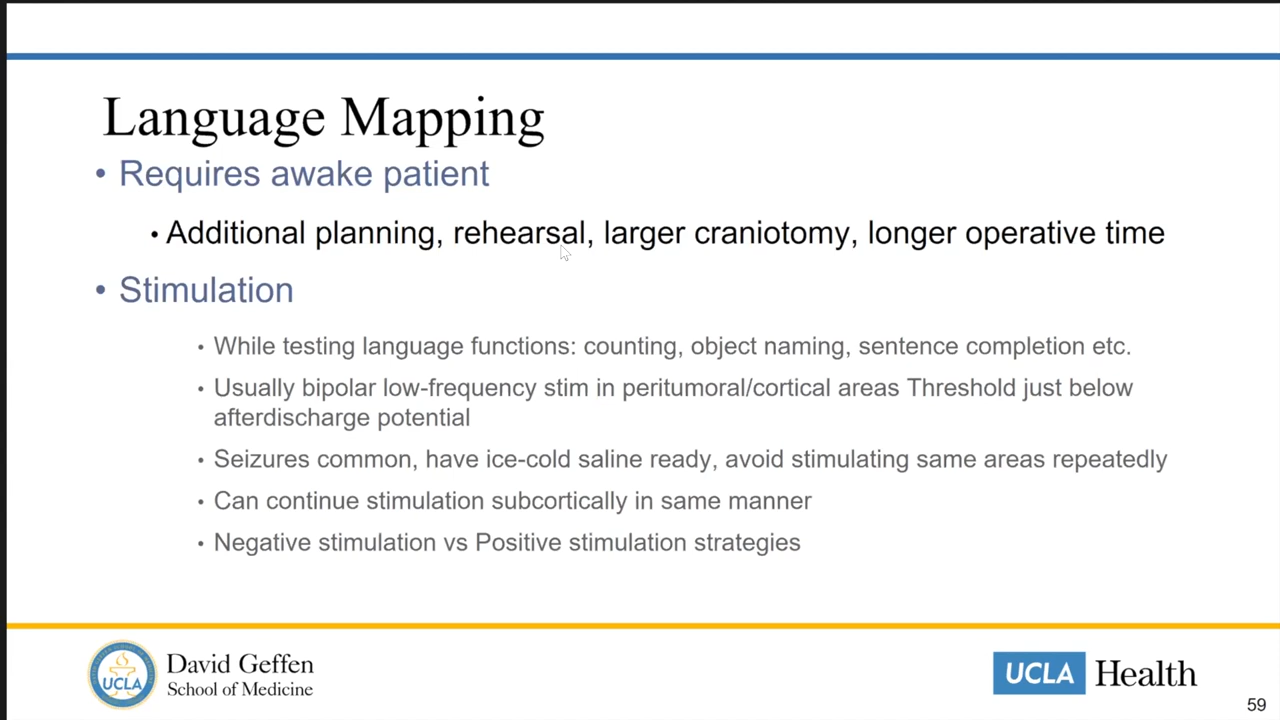 Language Mapping
• Requires awake patient
• Additional planning, rehearsal, larger craniotomy, longer operative time
• Stimulation
• While testing language functions: counting, object naming, sentence completion etc.
• Usually bipolar low-frequency stim in peritumoral/cortical areas Threshold just below
afterdischarge potential
• Seizures common, have ice-cold saline ready, avoid stimulating same areas repeatedly
• Can continue stimulation subcortically in same manner
• Negative stimulation vs Positive stimulation strategies
UCLA
David Geffen
School of Medicine
UCLA Health
59